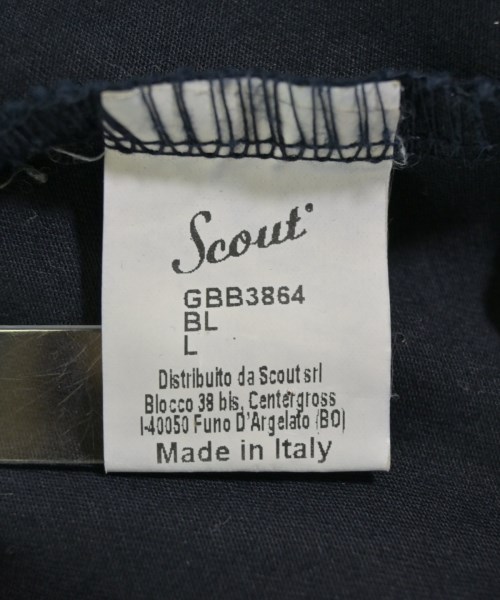 Scout
GBB3864
BL
L
Distribuito da Scout srl
Blocco 38 bis, Centergross
I-40050 Funo D'Argelato (BO)
Made in Italy